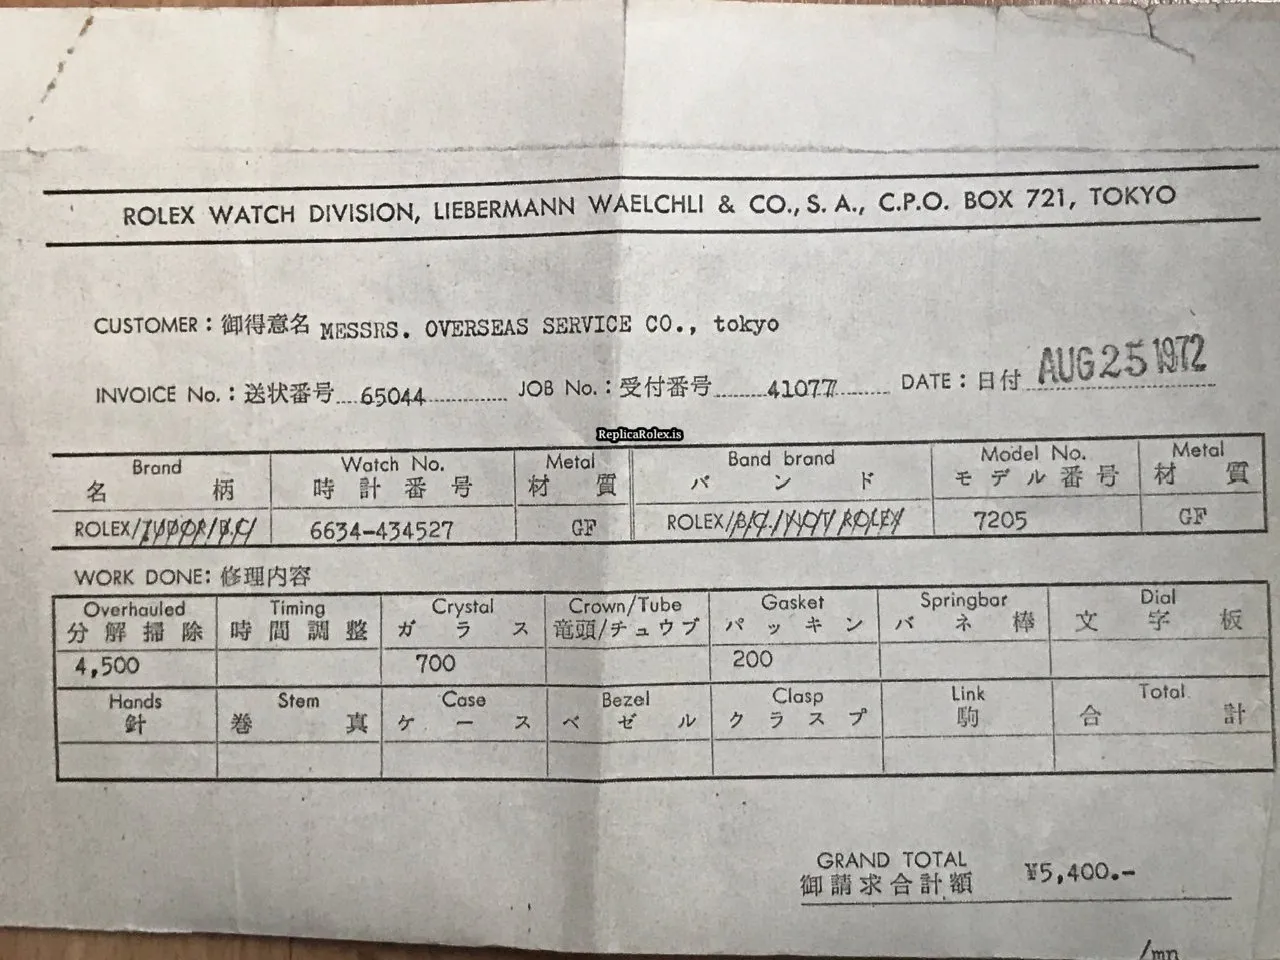 ROLEX WATCH DIVISION, LIEBERMANN WAELCHLI & CO., S. A., C.P.O. BOX 721, TOKYO
CUSTOMER: 御得意名 MESSRS. OVERSEAS SERVICE CO., tokyo
INVOICE No.: 送状番号 65044 JOB No.: 受付番号 41077 DATE: 日付 AUG 25 1972
ReplicaRolex.is
Brand Watch No. Metal Band brand Model No. Metal
名柄 時計番号 材質 バンド モデル番号 材質
ROLEX/TUDOR/B.C/ 6634-434527 GF ROLEX/B.C./NOT ROLEX 7205 GF
WORK DONE: 修理内容
Overhauled Timing Crystal Crown/Tube Gasket Springbar Dial
分解掃除 時間調整 ガラス 竜頭/チュウブ パッキン バネ棒 文字板
4,500 700 200
Hands Stem Case Bezel Clasp Link Total
針 巻真 ケース ベゼル クラスプ 駒 合計
GRAND TOTAL ¥5,400.-
御請求合計額
/mn